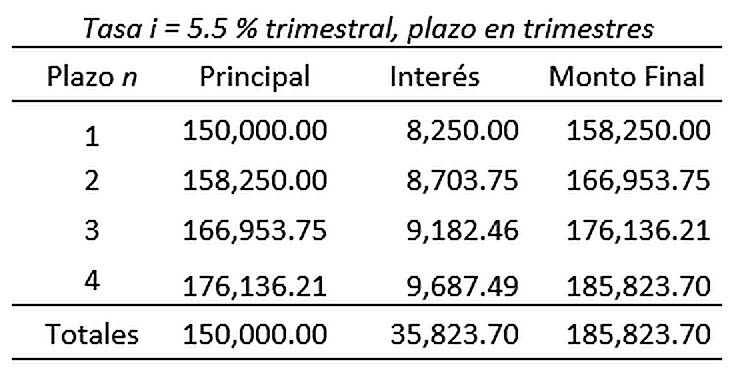 Tasa i = 5.5 % trimestral, plazo en trimestres
Plazo n Principal Interés Monto Final
1 150,000.00 8,250.00 158,250.00
2 158,250.00 8,703.75 166,953.75
3 166,953.75 9,182.46 176,136.21
4 176,136.21 9,687.49 185,823.70
Totales 150,000.00 35,823.70 185,823.70